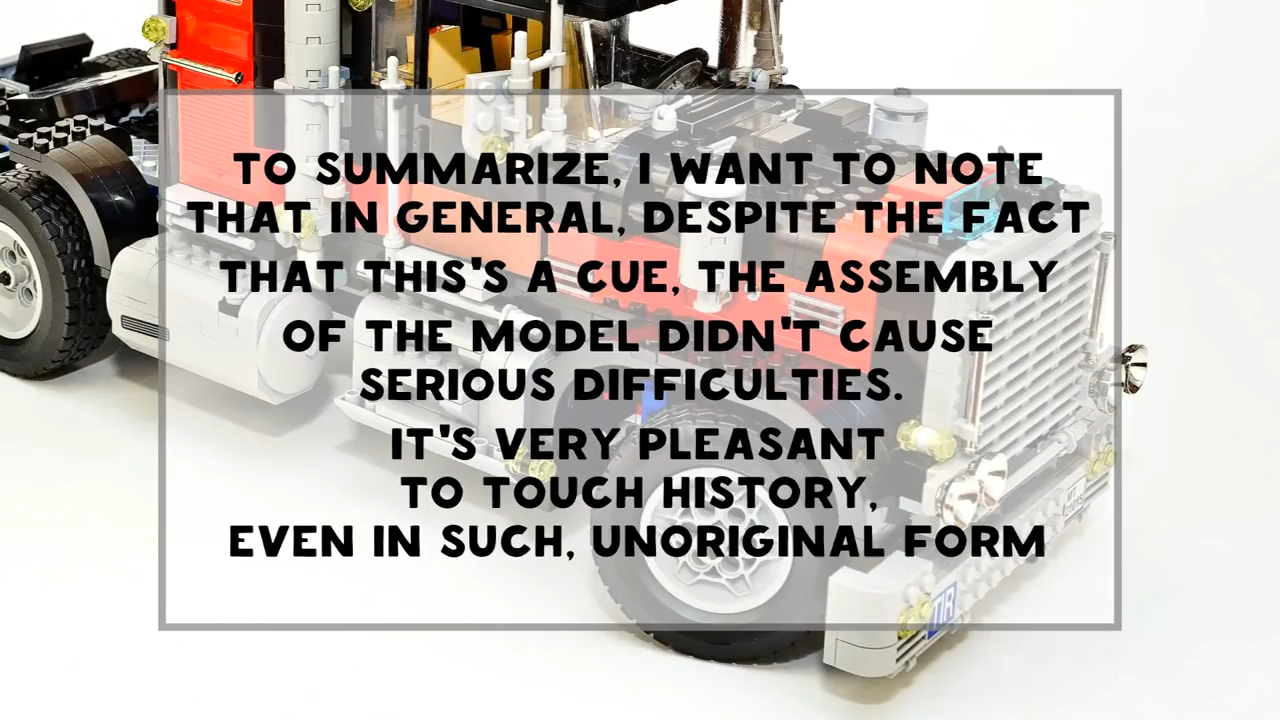 TO SUMMARIZE, I WANT TO NOTE
THAT IN GENERAL, DESPITE THE FACT
THAT THIS'S A CUE, THE ASSEMBLY
OF THE MODEL DIDN'T CAUSE
SERIOUS DIFFICULTIES.
IT'S VERY PLEASANT
TO TOUCH HISTORY,
EVEN IN SUCH, UNORIGINAL FORM
TIR